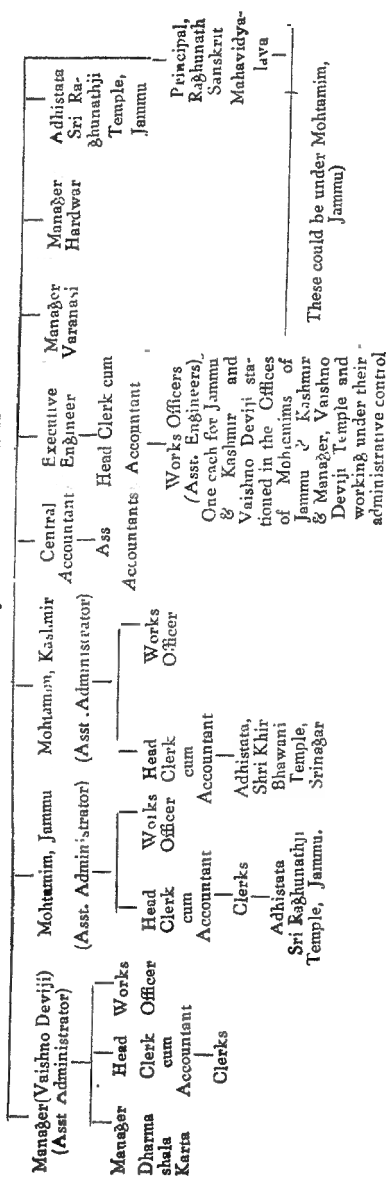 Manager(Vaishno Deviji)
(Asst Administrator)
Manager
Dharma
shala
Karta
Head
Clerk
cum
Accountant
Clerks
Works
Officer
Mohtamim, Jammu
(Asst. Administrator)
Head
Clerk
cum
Accountant
Clerks
Adhistata
Sri Raghunathji
Temple, Jammu.
Works
Officer
Mohtamim, Kashmir
(Asst .Administrator)
Head
Clerk
cum
Accountant
Adhistata,
Shri Khir
Bhawani
Temple,
Srinagar
Works
Officer
Central
Accountant
Ass
Accountants
Executive
Engineer
Head Clerk cum
Accountant
Works Officers
(Asst. Engineers)
One each for Jammu
& Kashmir and
Vaishno Deviji sta-
tioned in the Offices
of Mohtmims of
Jammu & Kashmir
& Manager, Vaishno
Deviji Temple and
working under their
administrative control
Manager
Varanasi
Manager
Hardwar
Adhistata
Sri Ra-
ghunathji
Temple,
Jammu
Principal,
Raghunath
Sanskrit
Mahavidya-
laya
These could be under Mohtamim,
Jammu)